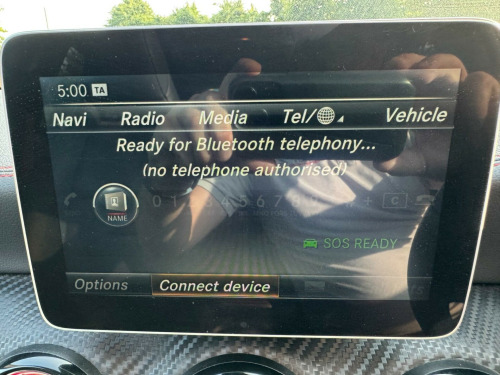 5:00 TA
Navi Radio Media Tel/ Vehicle
Ready for Bluetooth telephony...
(no telephone authorised)
NAME
SOS READY
Options Connect device